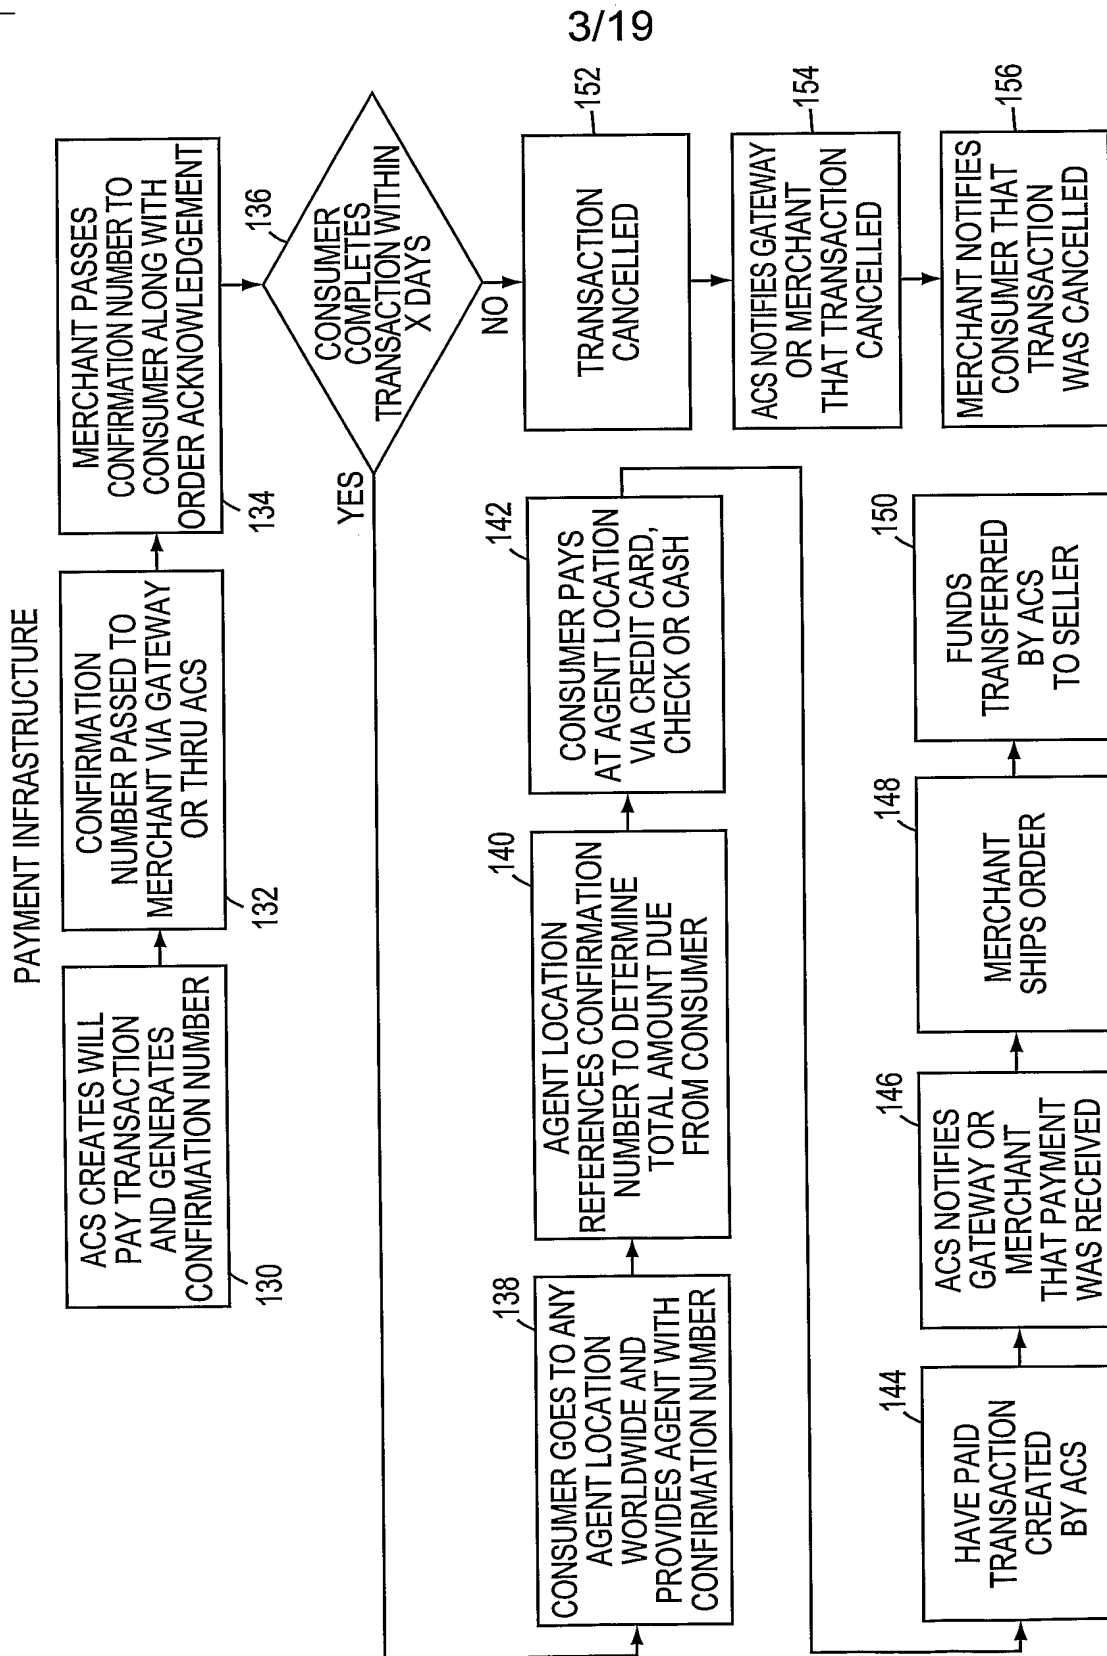 3/19
PAYMENT INFRASTRUCTURE
ACS CREATES WILL
PAY TRANSACTION
AND GENERATES
CONFIRMATION NUMBER
130
CONFIRMATION
NUMBER PASSED TO
MERCHANT VIA GATEWAY
OR THRU ACS
132
MERCHANT PASSES
CONFIRMATION NUMBER TO
CONSUMER ALONG WITH
ORDER ACKNOWLEDGEMENT
134
136
CONSUMER
COMPLETES
TRANSACTION WITHIN
X DAYS
YES
NO
138
CONSUMER GOES TO ANY
AGENT LOCATION
WORLDWIDE AND
PROVIDES AGENT WITH
CONFIRMATION NUMBER
140
AGENT LOCATION
REFERENCES CONFIRMATION
NUMBER TO DETERMINE
TOTAL AMOUNT DUE
FROM CONSUMER
142
CONSUMER PAYS
AT AGENT LOCATION
VIA CREDIT CARD,
CHECK OR CASH
144
HAVE PAID
TRANSACTION
CREATED
BY ACS
146
ACS NOTIFIES
GATEWAY OR
MERCHANT
THAT PAYMENT
WAS RECEIVED
148
MERCHANT
SHIPS ORDER
150
FUNDS
TRANSFERRED
BY ACS
TO SELLER
152
TRANSACTION
CANCELLED
154
ACS NOTIFIES GATEWAY
OR MERCHANT
THAT TRANSACTION
CANCELLED
156
MERCHANT NOTIFIES
CONSUMER THAT
TRANSACTION
WAS CANCELLED